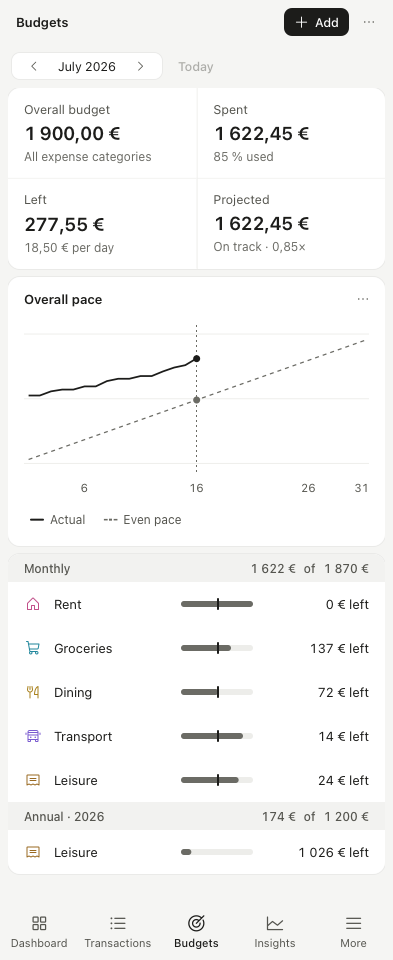 Budgets
Add
July 2026
Today
Overall budget
1 900,00 €
All expense categories
Spent
1 622,45 €
85 % used
Left
277,55 €
18,50 € per day
Projected
1 622,45 €
On track · 0,85×
Overall pace
6 16 26 31
Actual Even pace
Monthly 1 622 € of 1 870 €
Rent 0 € left
Groceries 137 € left
Dining 72 € left
Transport 14 € left
Leisure 24 € left
Annual · 2026 174 € of 1 200 €
Leisure 1 026 € left
Dashboard Transactions Budgets Insights More